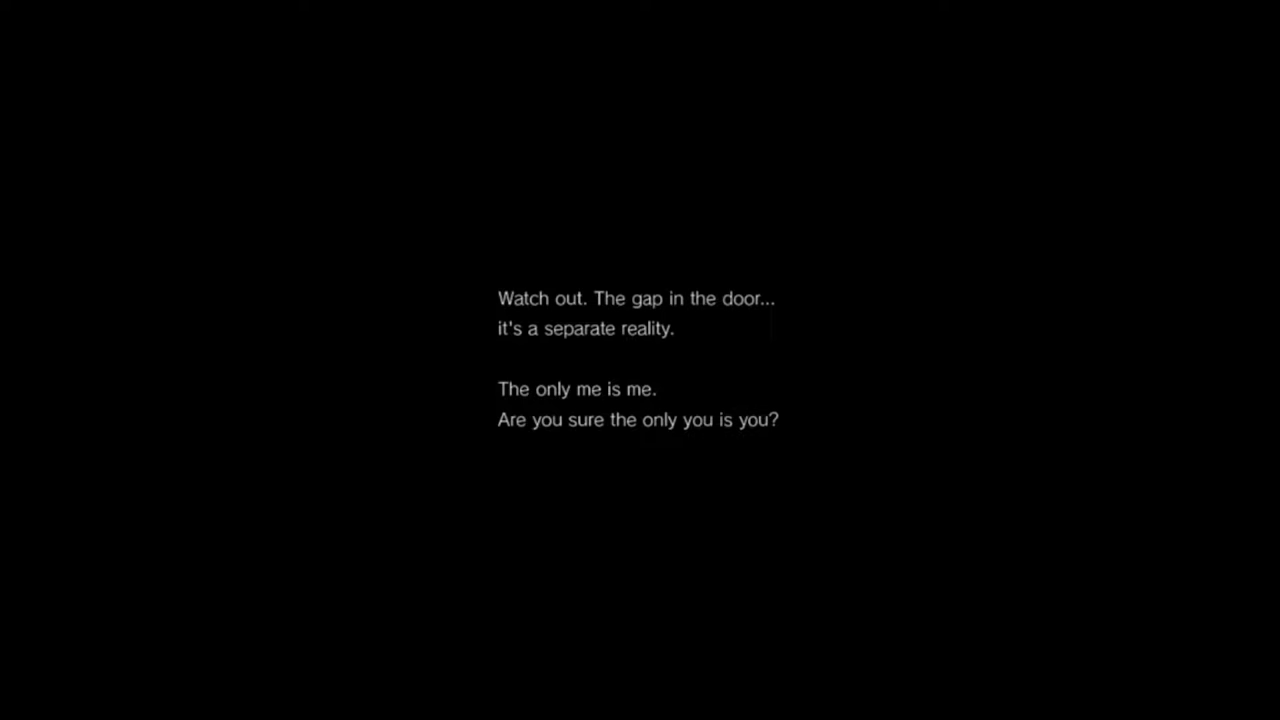 Watch out. The gap in the door...
it's a separate reality.
The only me is me.
Are you sure the only you is you?